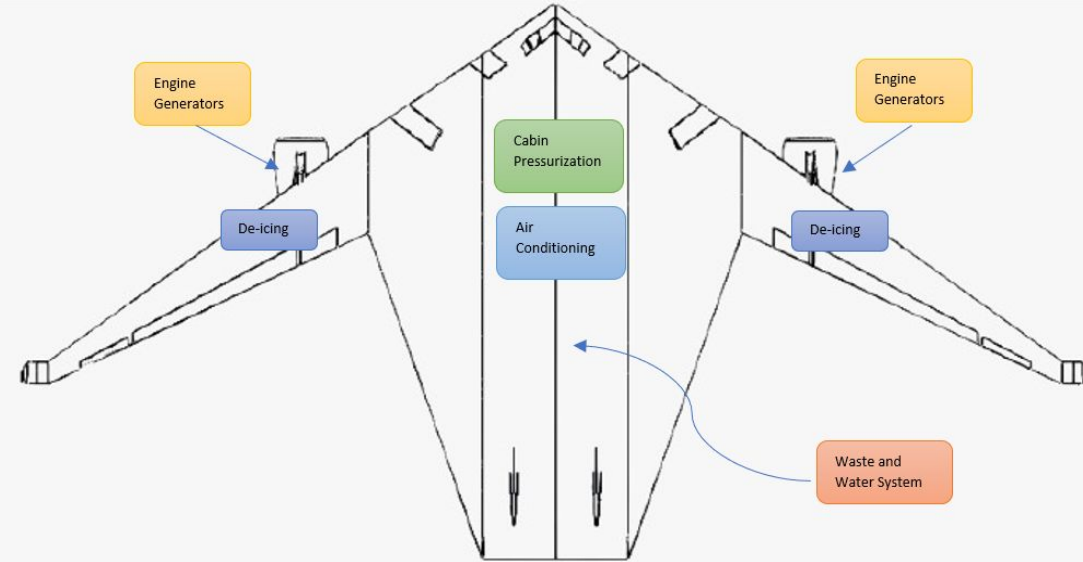 Engine
Generators
Engine
Generators
Cabin
Pressurization
De-icing
Air
Conditioning
De-icing
Waste and
Water System